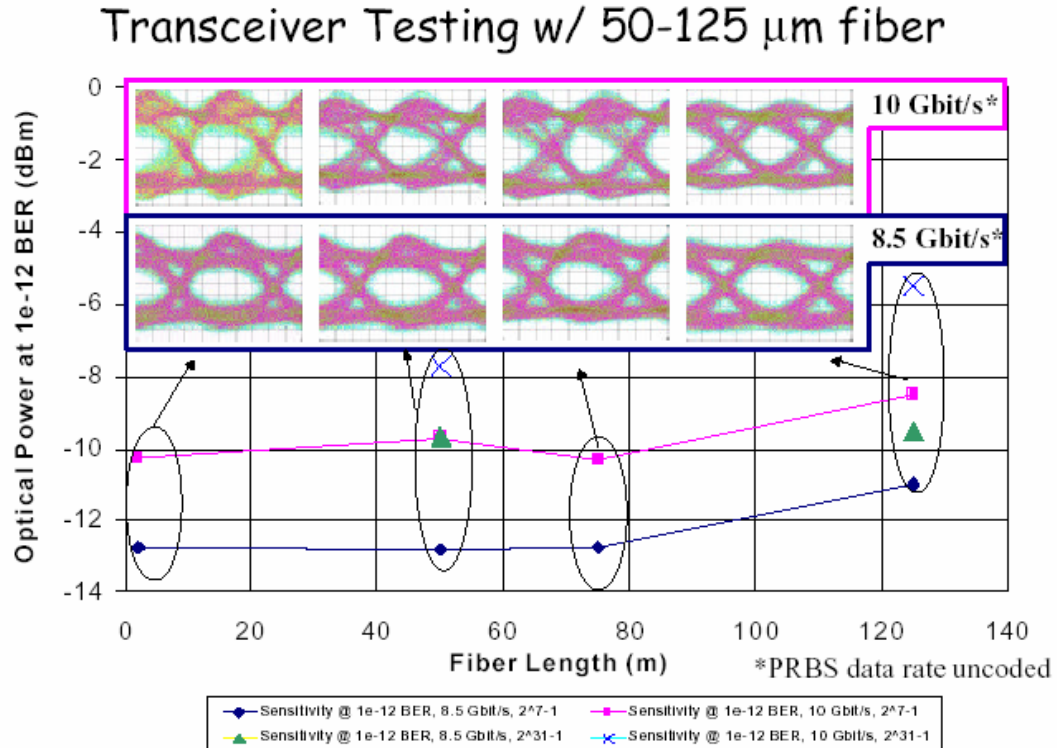 Transceiver Testing w/ 50-125 μm fiber
Optical Power at 1e-12 BER (dBm)
0
-2
-4
-6
-8
-10
-12
-14
10 Gbit/s*
8.5 Gbit/s*
0 20 40 60 80 100 120 140
Fiber Length (m)
*PRBS data rate uncoded
Sensitivity @ 1e-12 BER, 8.5 Gbit/s, 2^7-1
Sensitivity @ 1e-12 BER, 10 Gbit/s, 2^7-1
Sensitivity @ 1e-12 BER, 8.5 Gbit/s, 2^31-1
Sensitivity @ 1e-12 BER, 10 Gbit/s, 2^31-1